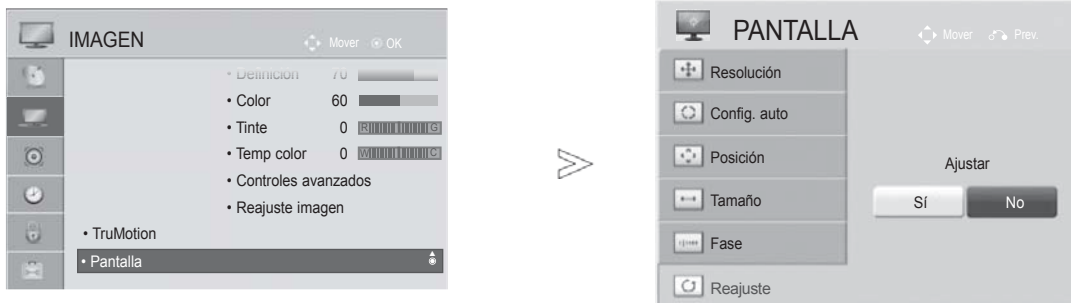 IMAGEN
Mover OK
• Definición 70
• Color 60
• Tinte 0 R G
• Temp color 0 W C
• Controles avanzados
• Reajuste imagen
• TruMotion
• Pantalla
PANTALLA
Mover Prev.
Resolución
Config. auto
Posición
Tamaño
Fase
Reajuste
Ajustar
Sí No